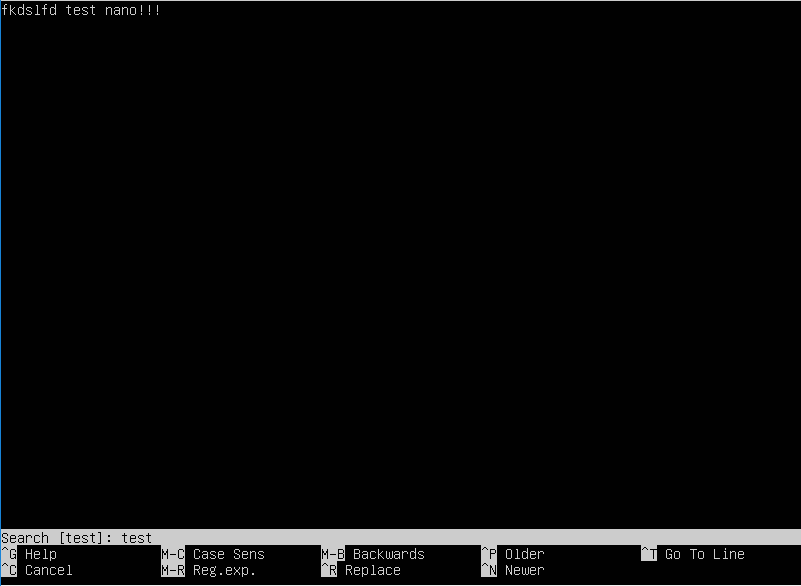 fkdslfd test nano!!!
Search [test]: test
^G Help M-C Case Sens M-B Backwards ^P Older ^T Go To Line
^C Cancel M-R Reg.exp. ^R Replace ^N Newer